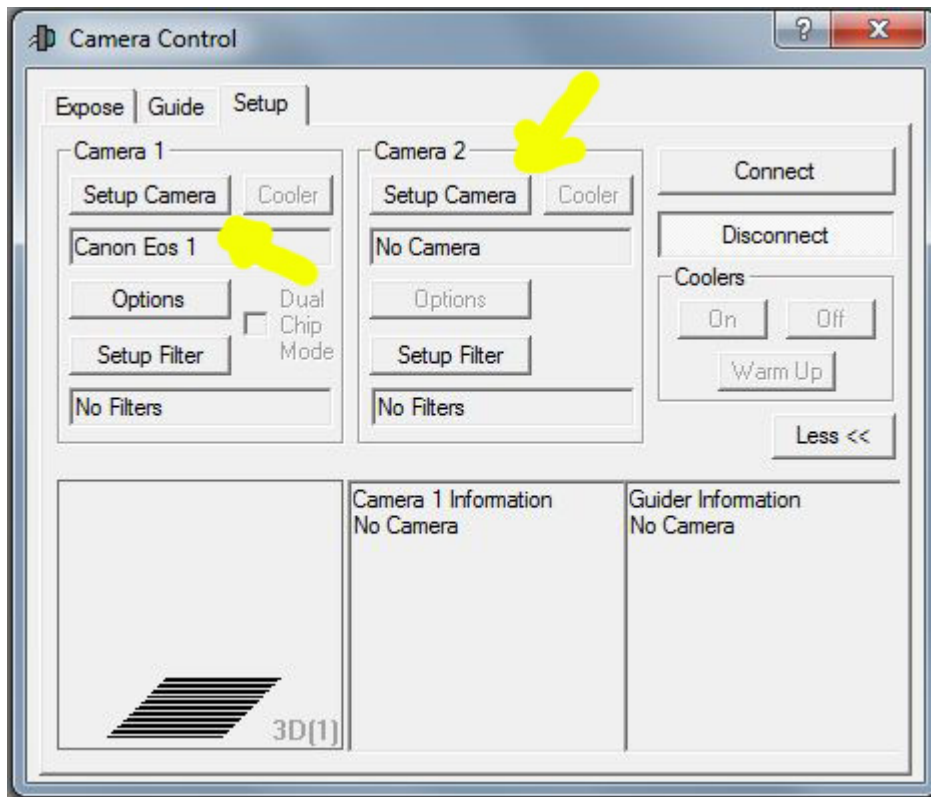 Camera Control
?
X
Expose
Guide
Setup
Camera 1
Setup Camera
Cooler
Canon Eos 1
Options
Dual
Chip
Mode
Setup Filter
No Filters
Camera 2
Setup Camera
Cooler
No Camera
Options
Setup Filter
No Filters
Connect
Disconnect
Coolers
On
Off
Warm Up
Less <<
3D(1)
Camera 1 Information
No Camera
Guider Information
No Camera